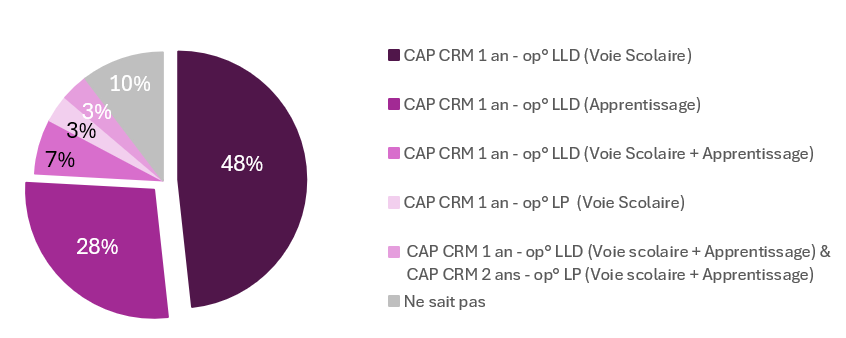 CAP CRM 1 an - op° LLD (Voie Scolaire)
CAP CRM 1 an - op° LLD (Apprentissage)
CAP CRM 1 an - op° LLD (Voie Scolaire + Apprentissage)
CAP CRM 1 an - op° LP  (Voie Scolaire)
CAP CRM 1 an - op° LLD (Voie scolaire + Apprentissage) &
CAP CRM 2 ans - op° LP (Voie scolaire + Apprentissage)
Ne sait pas
10%
3%
3%
7%
48%
28%